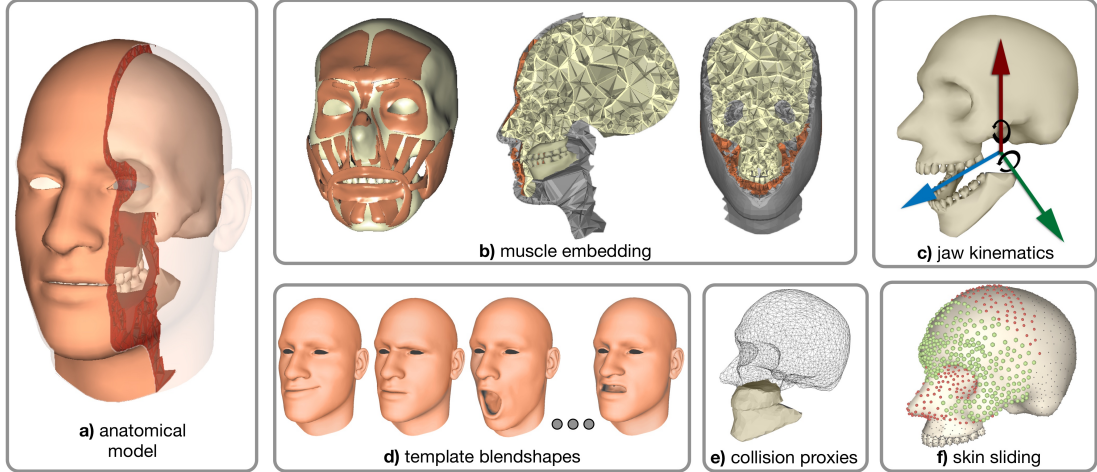 a) anatomical
model
b) muscle embedding
c) jaw kinematics
d) template blendshapes
e) collision proxies
f) skin sliding